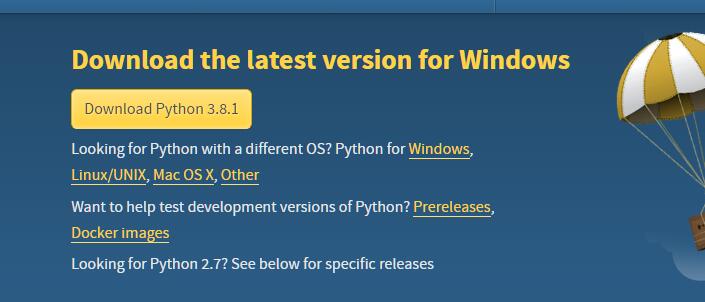 Download the latest version for Windows
Download Python 3.8.1
Looking for Python with a different OS? Python for Windows,
Linux/UNIX, Mac OS X, Other
Want to help test development versions of Python? Prereleases,
Docker images
Looking for Python 2.7? See below for specific releases